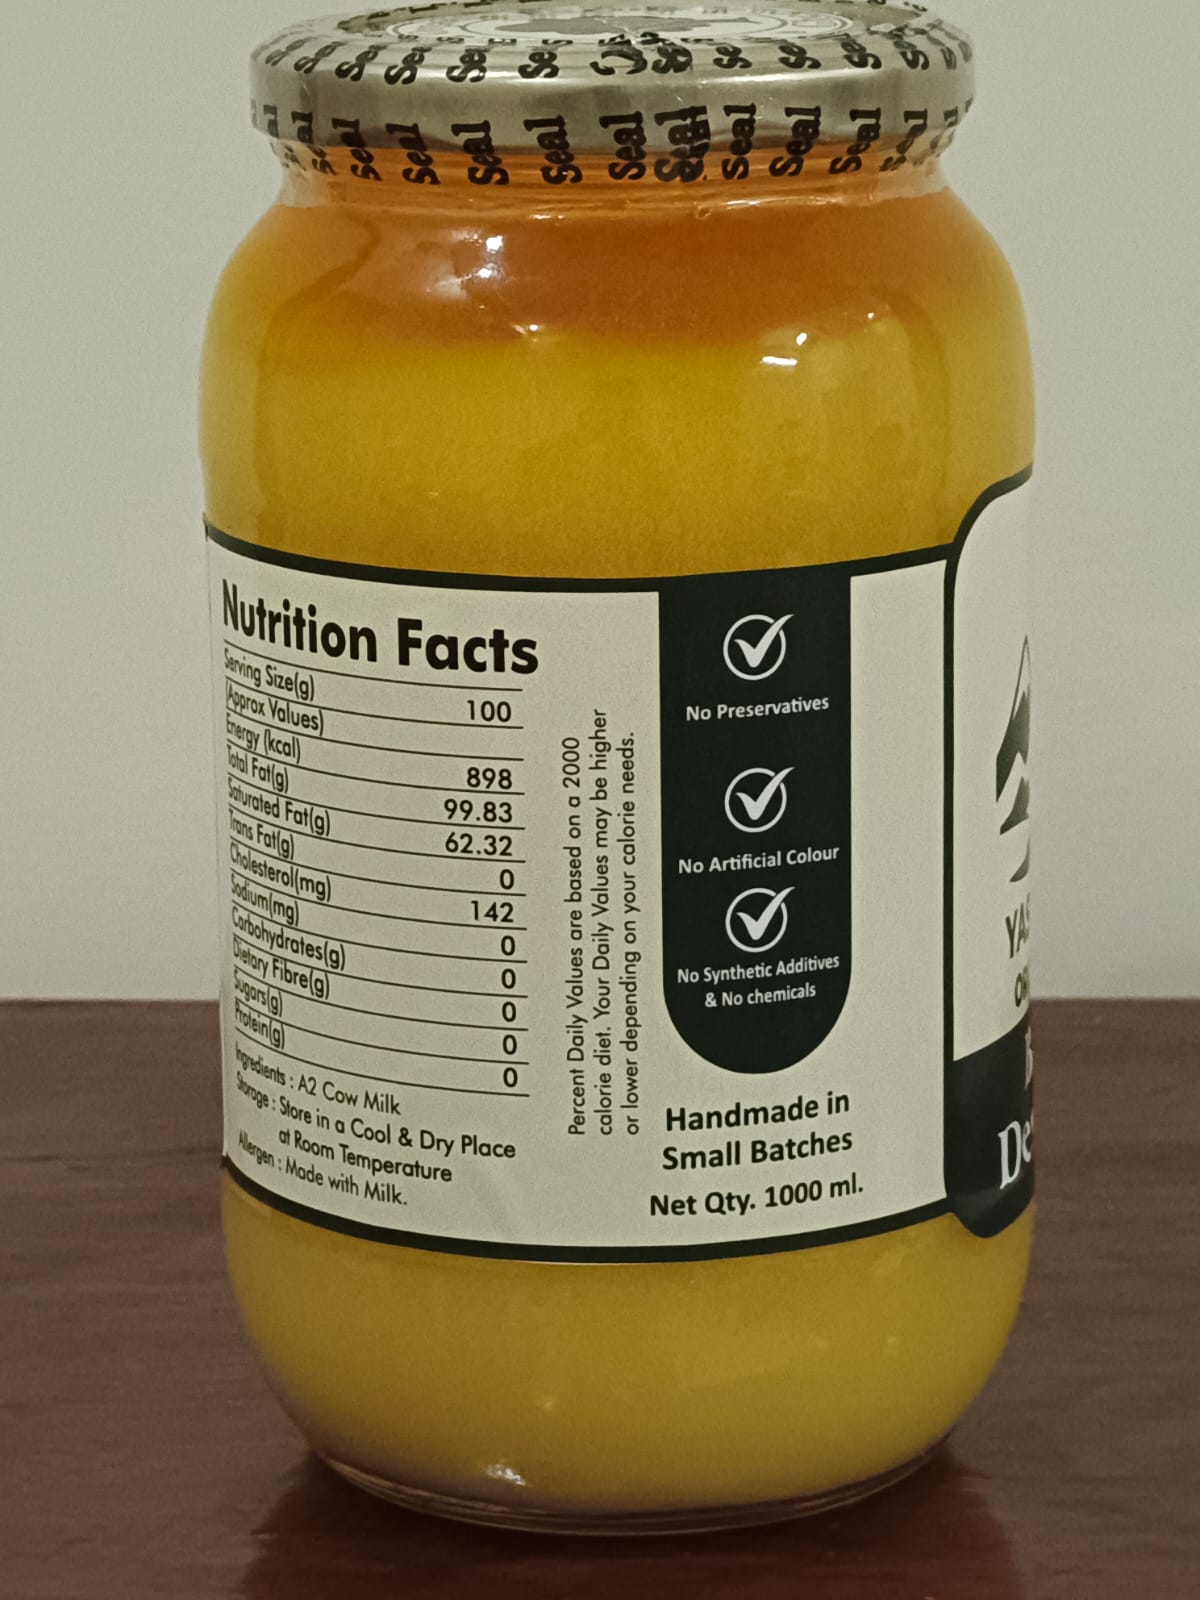 Seal Seal Seal Seal Seal Seal Seal Seal Seal Seal
Nutrition Facts
Serving Size(g) 100
(Approx Values)
Energy (kcal) 898
Total Fat(g) 99.83
Saturated Fat(g) 62.32
Trans Fat(g) 0
Cholesterol(mg) 142
Sodium(mg) 0
Carbohydrates(g) 0
Dietary Fibre(g) 0
Sugars(g) 0
Protein(g) 0
Ingredients : A2 Cow Milk
Storage : Store in a Cool & Dry Place
at Room Temperature
Allergen : Made with Milk.
Percent Daily Values are based on a 2000
calorie diet. Your Daily Values may be higher
or lower depending on your calorie needs.
No Preservatives
No Artificial Colour
No Synthetic Additives
& No chemicals
Handmade in
Small Batches
Net Qty. 1000 ml.